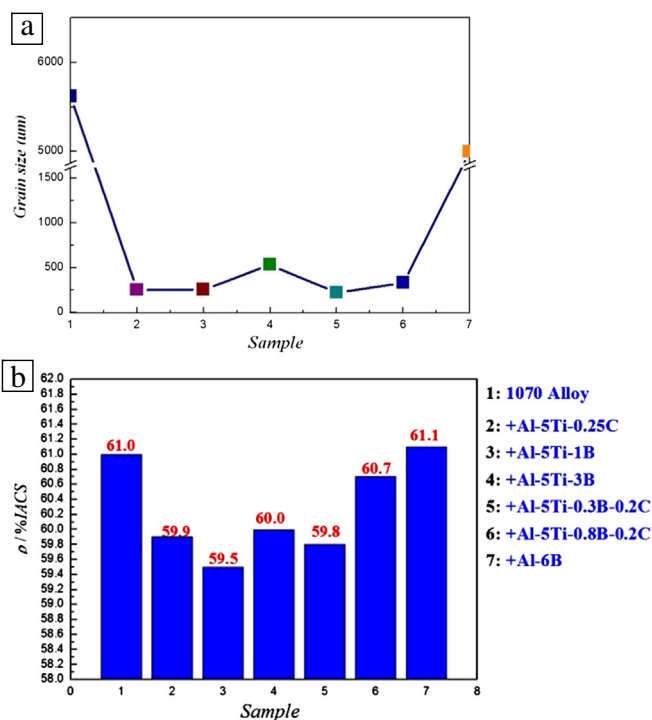 a
6000
5000
1500
1000
500
0
Grain size (um)
1 2 3 4 5 6 7
Sample
b
62.0
61.8
61.6
61.4
61.2
61.0
60.8
60.6
60.4
60.2
60.0
59.8
59.6
59.4
59.2
59.0
58.8
58.6
58.4
58.2
58.0
ρ / %IACS
61.0
59.9
59.5
60.0
59.8
60.7
61.1
0 1 2 3 4 5 6 7 8
Sample
1: 1070 Alloy
2: +Al-5Ti-0.25C
3: +Al-5Ti-1B
4: +Al-5Ti-3B
5: +Al-5Ti-0.3B-0.2C
6: +Al-5Ti-0.8B-0.2C
7: +Al-6B